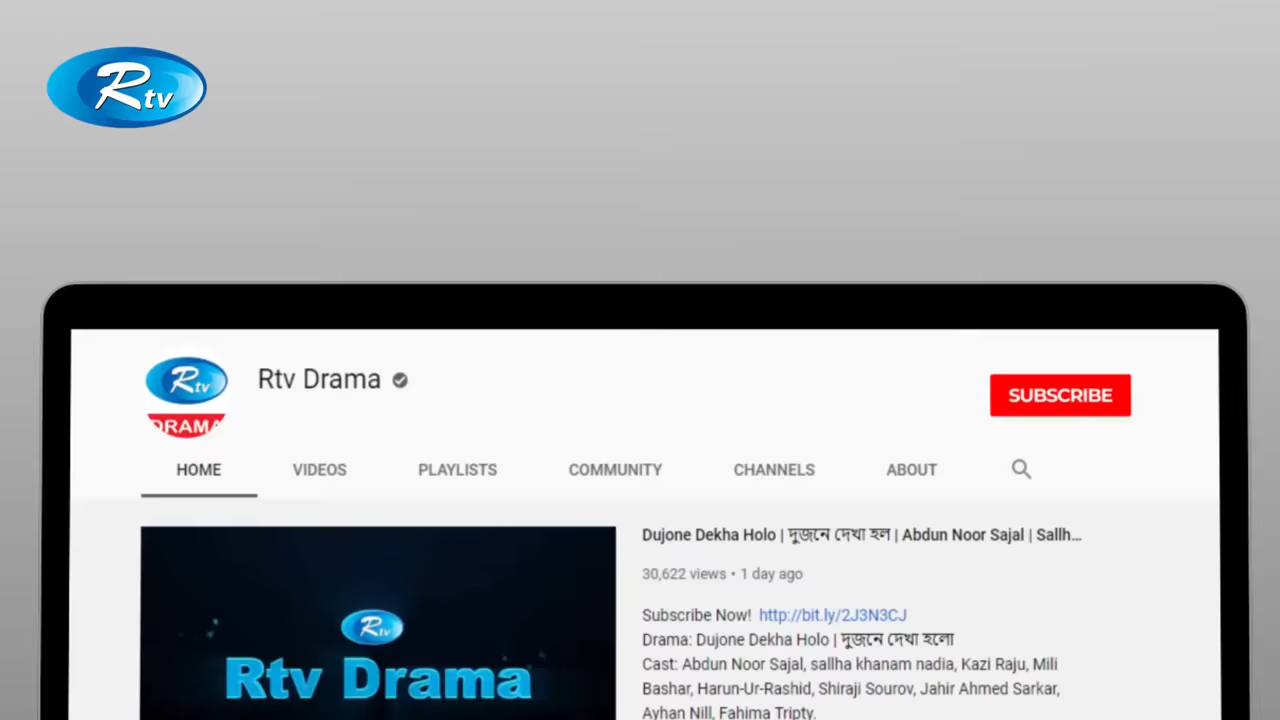 Rtv
Rtv Drama
Rtv
DRAMA
SUBSCRIBE
HOME VIDEOS PLAYLISTS COMMUNITY CHANNELS ABOUT
Dujone Dekha Holo | দুজনে দেখা হল | Abdun Noor Sajal | Sallh...
30,622 views • 1 day ago
Subscribe Now! http://bit.ly/2J3N3CJ
Drama: Dujone Dekha Holo | দুজনে দেখা হলো
Cast: Abdun Noor Sajal, sallha khanam nadia, Kazi Raju, Mili
Bashar, Harun-Ur-Rashid, Shiraji Sourov, Jahir Ahmed Sarkar,
Ayhan Nill, Fahima Tripty.
Rtv
Rtv Drama